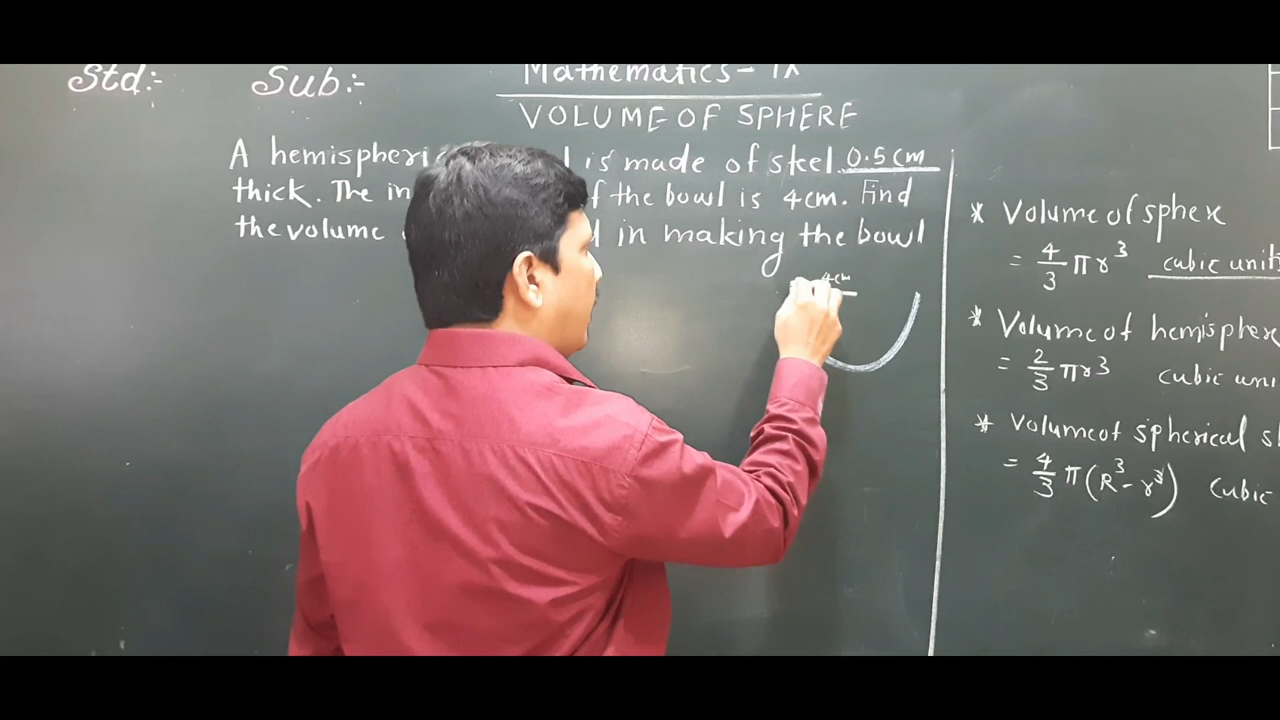 Std:- Sub:- Mathematics- IX
VOLUME OF SPHERE
A is made of steel 0.5cm
thick. The the bowl is 4cm. Find
the volume in making the bowl
4cm
* Volume of sphere
= 4/3 πr³ cubic unit
* Volume of hemisphere
= 2/3 πr³ cubic uni
* Volume of spherical
= 4/3 π(R³-r³) cubic